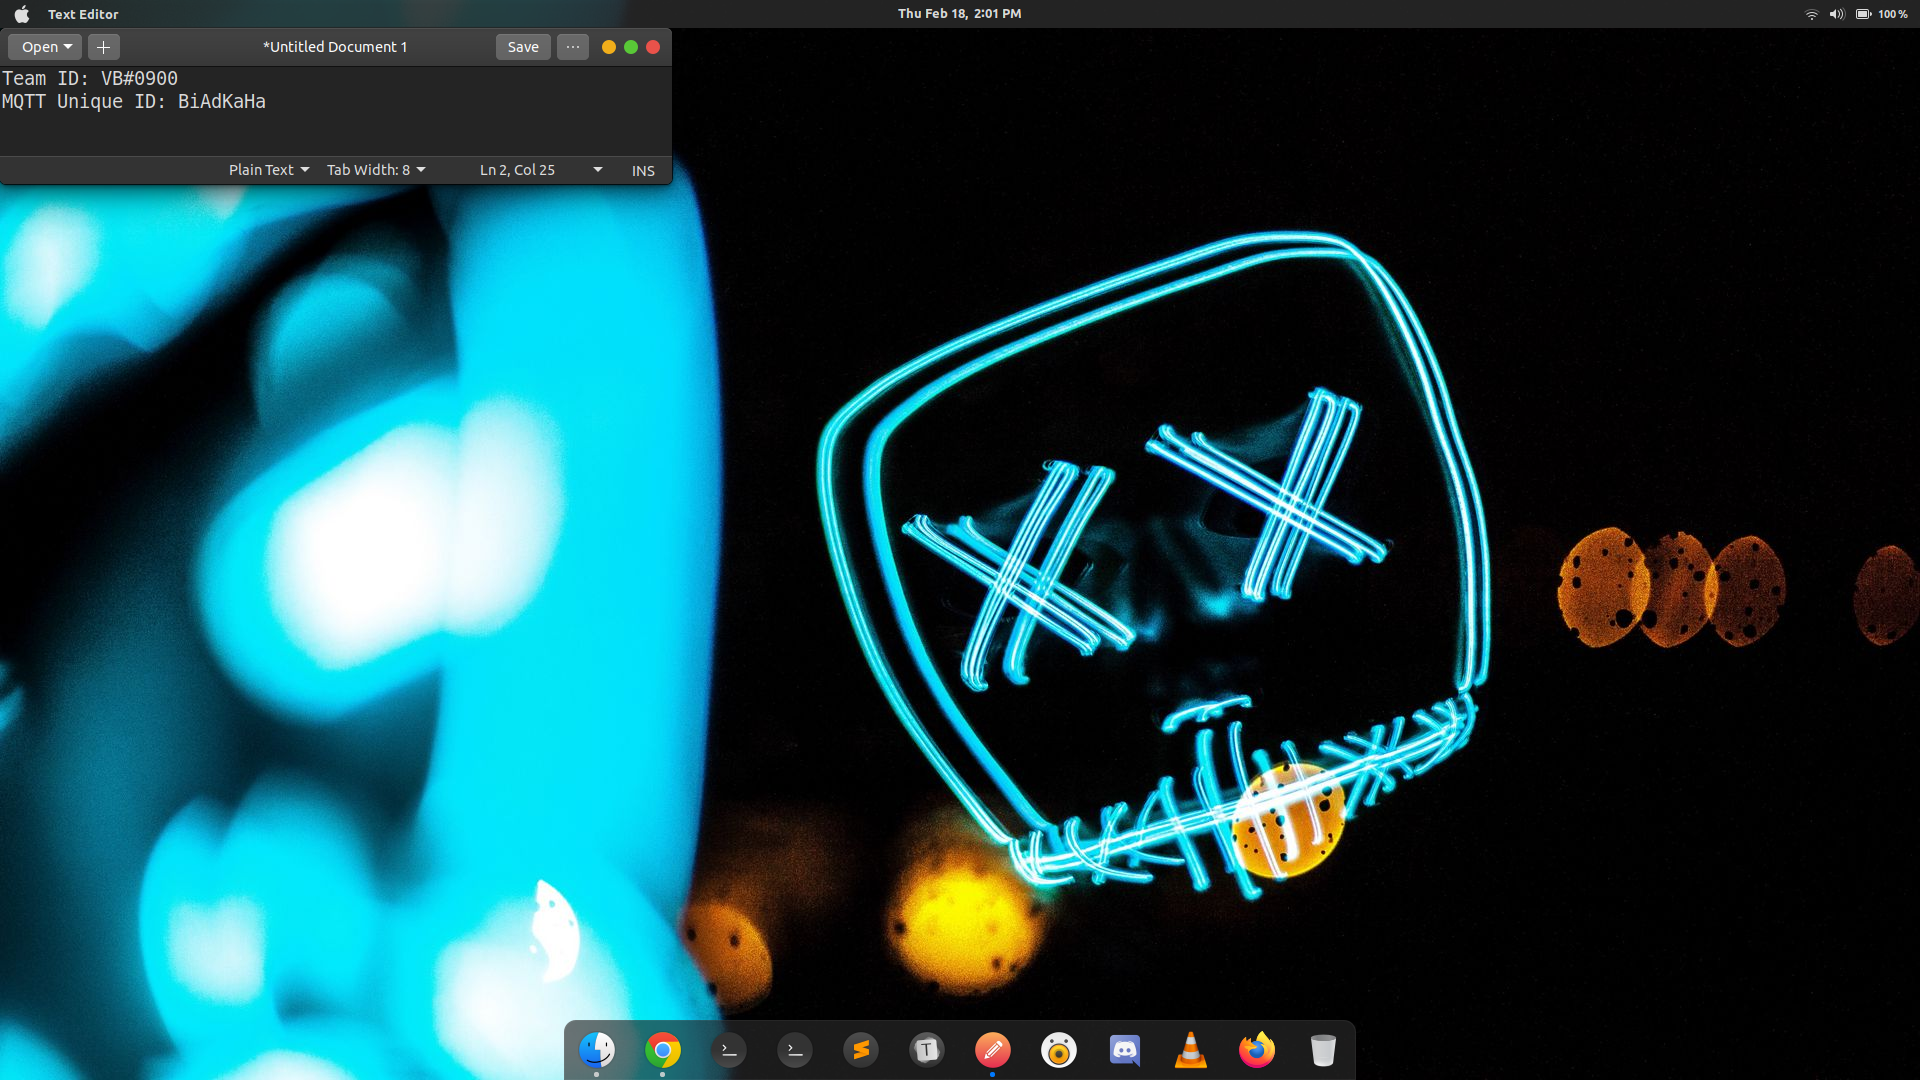 Text Editor
Thu Feb 18, 2:01 PM
100 %
Open
*Untitled Document 1
Save
Team ID: VB#0900
MQTT Unique ID: BiAdKaHa
Plain Text
Tab Width: 8
Ln 2, Col 25
INS
T